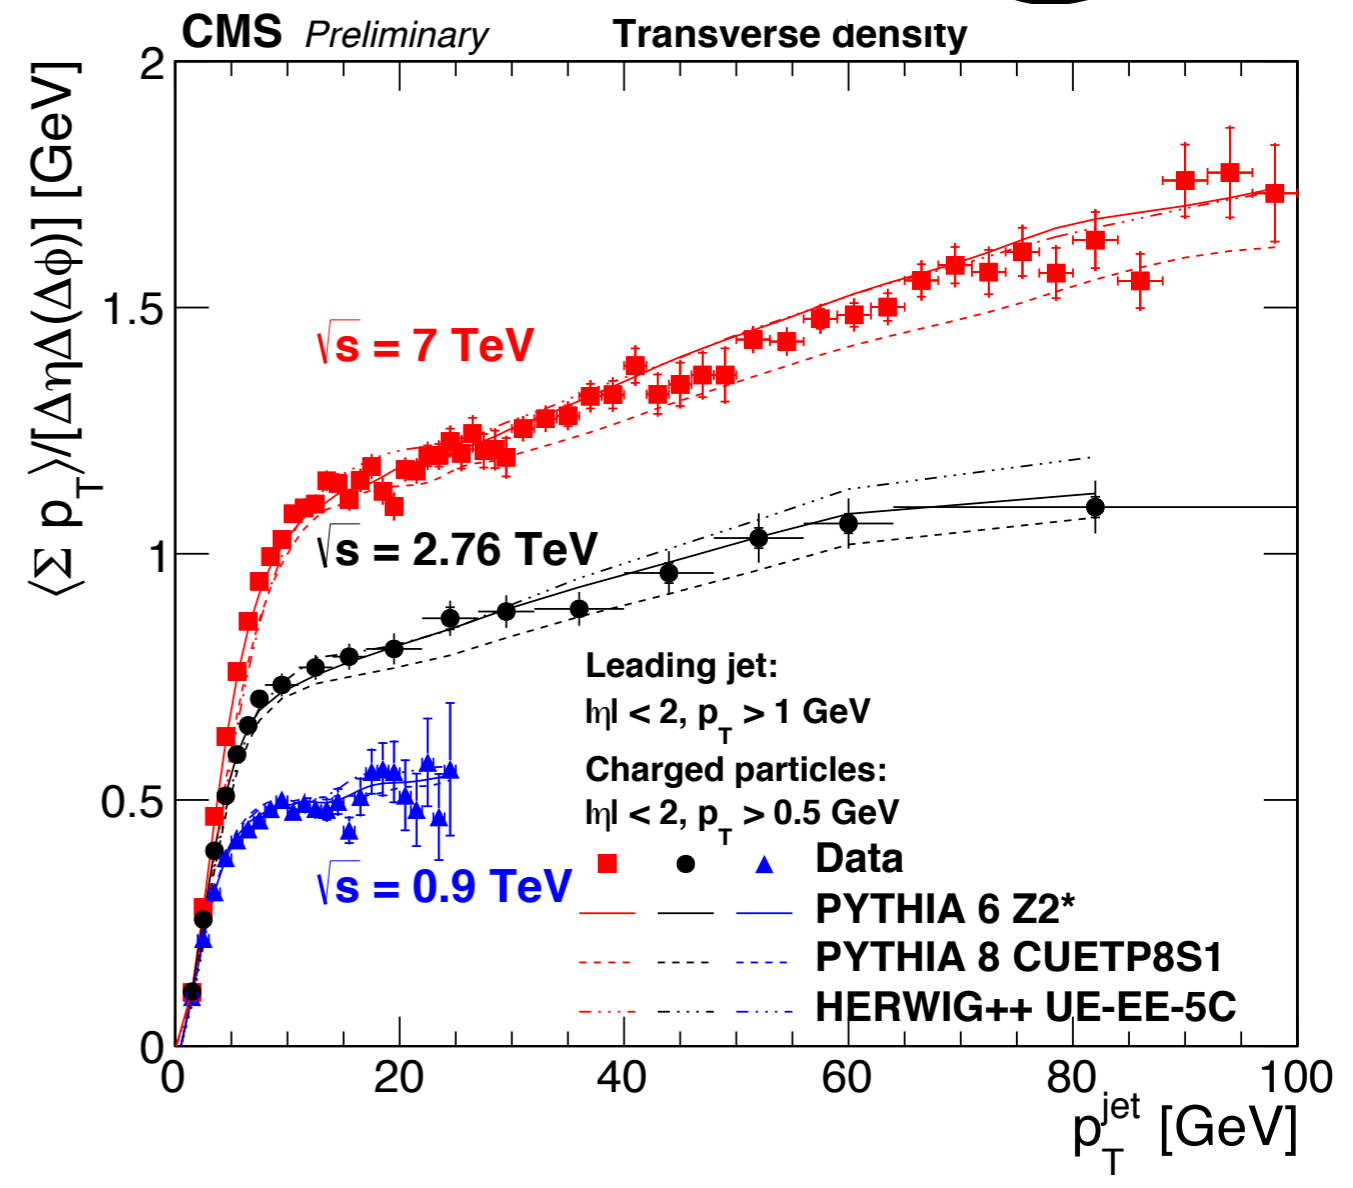 CMS Preliminary Transverse density
⟨Σ p_T⟩/[ΔηΔ(Δϕ)] [GeV]
2
1.5
1
0.5
0
√s = 7 TeV
√s = 2.76 TeV
√s = 0.9 TeV
Leading jet:
|η| < 2, p_T > 1 GeV
Charged particles:
|η| < 2, p_T > 0.5 GeV
Data
PYTHIA 6 Z2*
PYTHIA 8 CUETP8S1
HERWIG++ UE-EE-5C
0 20 40 60 80 100
p_T^jet [GeV]